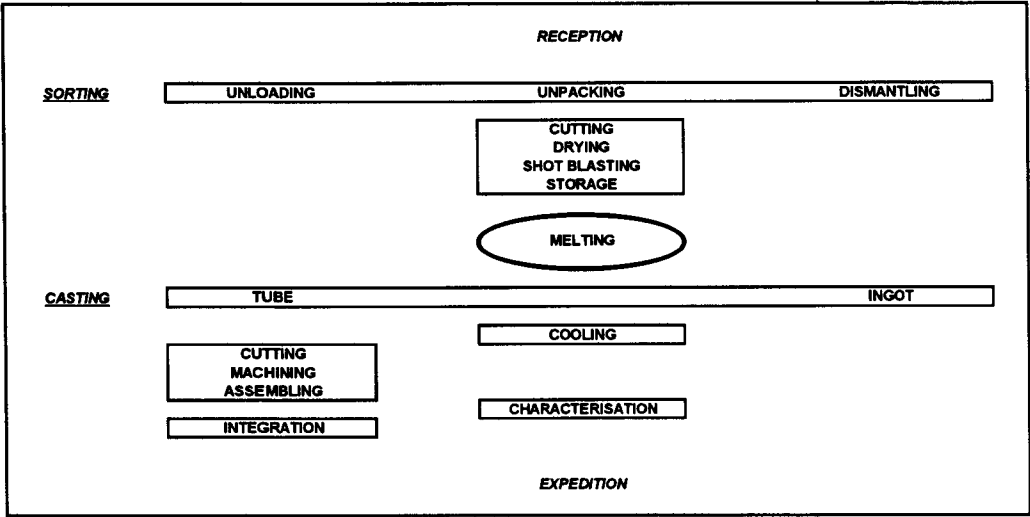 RECEPTION
SORTING UNLOADING UNPACKING DISMANTLING
CUTTING
DRYING
SHOT BLASTING
STORAGE
MELTING
CASTING TUBE INGOT
COOLING
CUTTING
MACHINING
ASSEMBLING
CHARACTERISATION
INTEGRATION
EXPEDITION